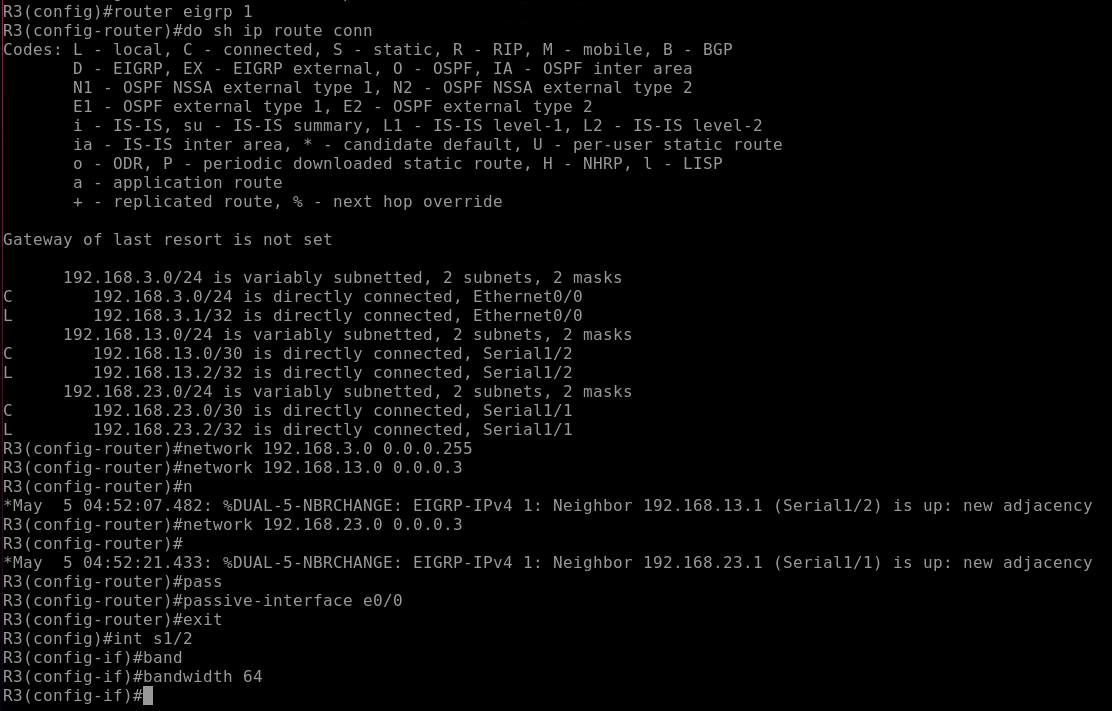 R3(config)#router eigrp 1
R3(config-router)#do sh ip route conn
Codes: L - local, C - connected, S - static, R - RIP, M - mobile, B - BGP
       D - EIGRP, EX - EIGRP external, O - OSPF, IA - OSPF inter area
       N1 - OSPF NSSA external type 1, N2 - OSPF NSSA external type 2
       E1 - OSPF external type 1, E2 - OSPF external type 2
       i - IS-IS, su - IS-IS summary, L1 - IS-IS level-1, L2 - IS-IS level-2
       ia - IS-IS inter area, * - candidate default, U - per-user static route
       o - ODR, P - periodic downloaded static route, H - NHRP, l - LISP
       a - application route
       + - replicated route, % - next hop override

Gateway of last resort is not set

      192.168.3.0/24 is variably subnetted, 2 subnets, 2 masks
C        192.168.3.0/24 is directly connected, Ethernet0/0
L        192.168.3.1/32 is directly connected, Ethernet0/0
      192.168.13.0/24 is variably subnetted, 2 subnets, 2 masks
C        192.168.13.0/30 is directly connected, Serial1/2
L        192.168.13.2/32 is directly connected, Serial1/2
      192.168.23.0/24 is variably subnetted, 2 subnets, 2 masks
C        192.168.23.0/30 is directly connected, Serial1/1
L        192.168.23.2/32 is directly connected, Serial1/1
R3(config-router)#network 192.168.3.0 0.0.0.255
R3(config-router)#network 192.168.13.0 0.0.0.3
R3(config-router)#n
*May  5 04:52:07.482: %DUAL-5-NBRCHANGE: EIGRP-IPv4 1: Neighbor 192.168.13.1 (Serial1/2) is up: new adjacency
R3(config-router)#network 192.168.23.0 0.0.0.3
R3(config-router)#
*May  5 04:52:21.433: %DUAL-5-NBRCHANGE: EIGRP-IPv4 1: Neighbor 192.168.23.1 (Serial1/1) is up: new adjacency
R3(config-router)#pass
R3(config-router)#passive-interface e0/0
R3(config-router)#exit
R3(config)#int s1/2
R3(config-if)#band
R3(config-if)#bandwidth 64
R3(config-if)#